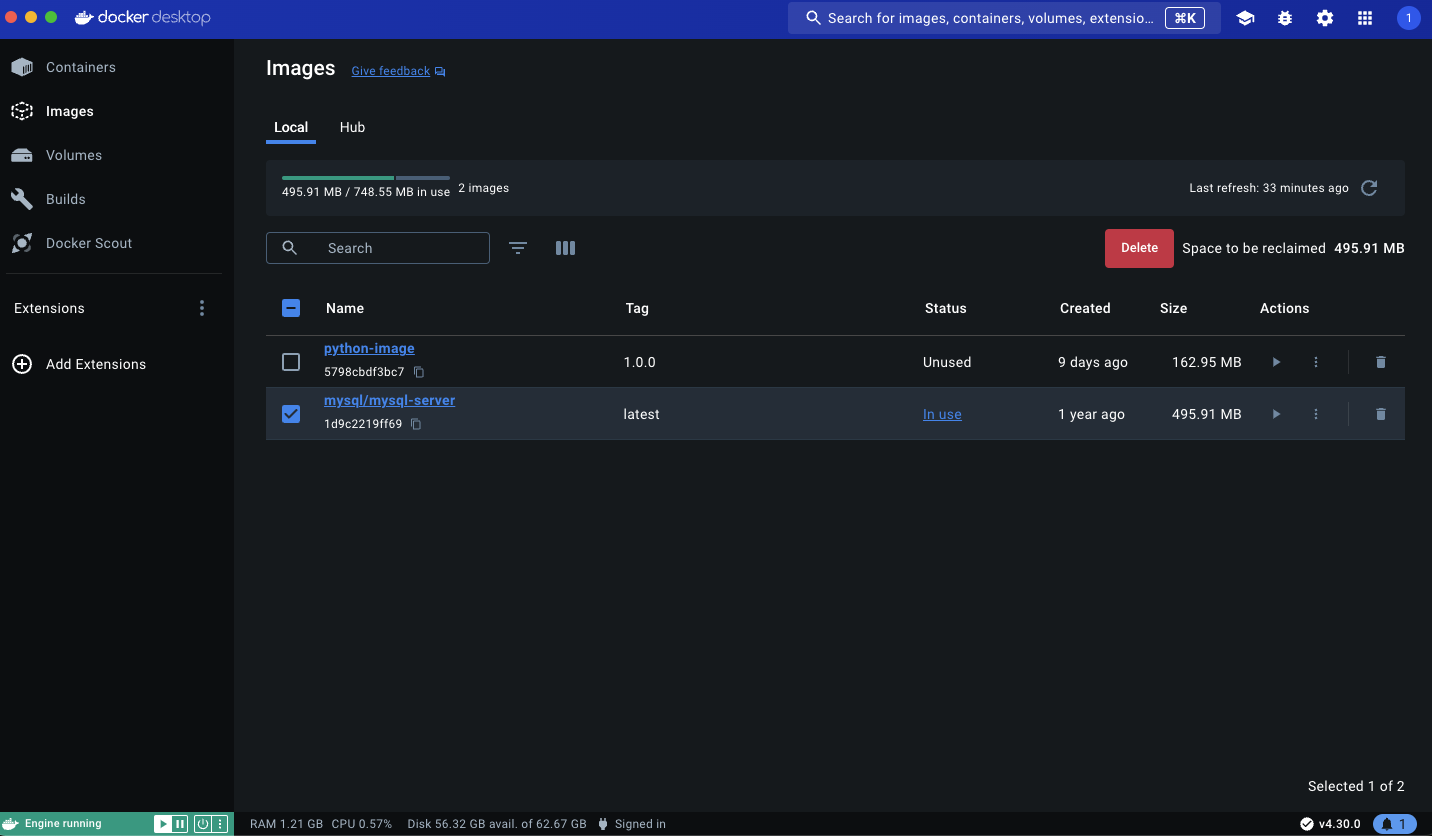 docker desktop
Search for images, containers, volumes, extensio... ⌘K
1
Containers
Images
Volumes
Builds
Docker Scout
Extensions
Add Extensions
Images Give feedback
Local Hub
495.91 MB / 748.55 MB in use 2 images Last refresh: 33 minutes ago
Search Delete Space to be reclaimed 495.91 MB
Name Tag Status Created Size Actions
python-image
1.0.0 Unused 9 days ago 162.95 MB
5798cbdf3bc7
mysql/mysql-server
latest In use 1 year ago 495.91 MB
1d9c2219ff69
Selected 1 of 2
Engine running RAM 1.21 GB CPU 0.57% Disk 56.32 GB avail. of 62.67 GB Signed in v4.30.0 1